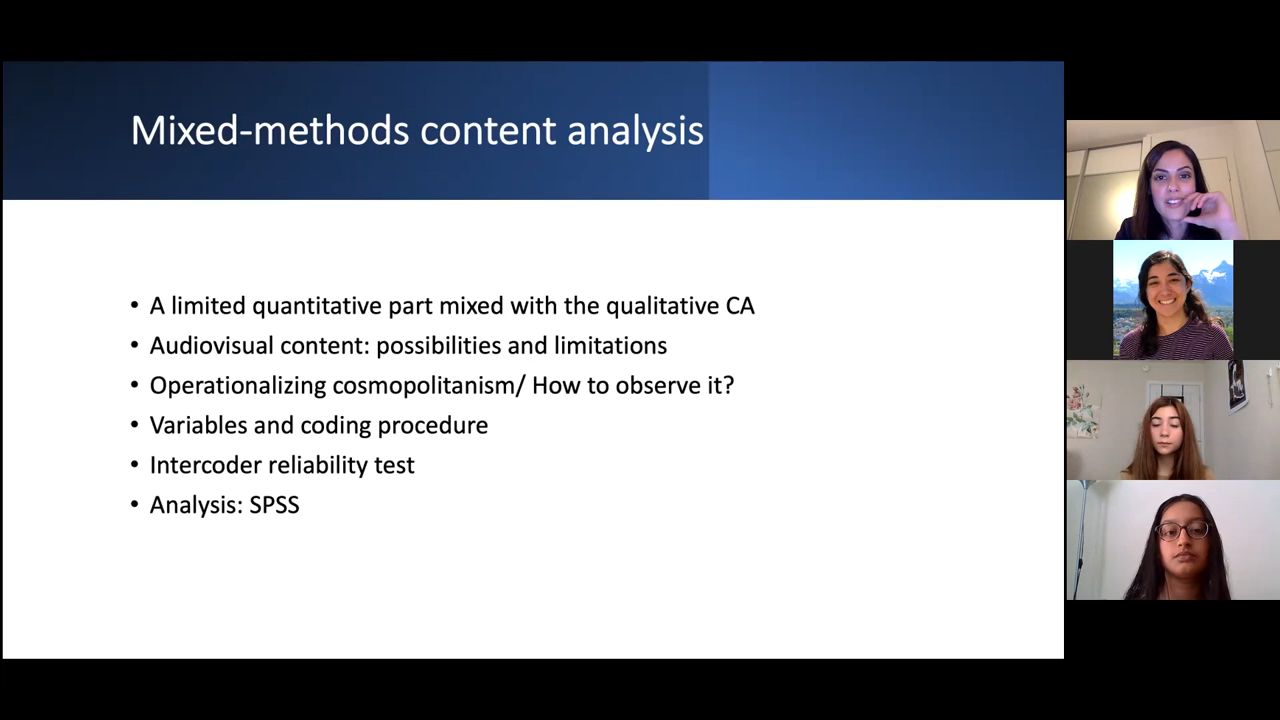 Mixed-methods content analysis
• A limited quantitative part mixed with the qualitative CA
• Audiovisual content: possibilities and limitations
• Operationalizing cosmopolitanism/ How to observe it?
• Variables and coding procedure
• Intercoder reliability test
• Analysis: SPSS